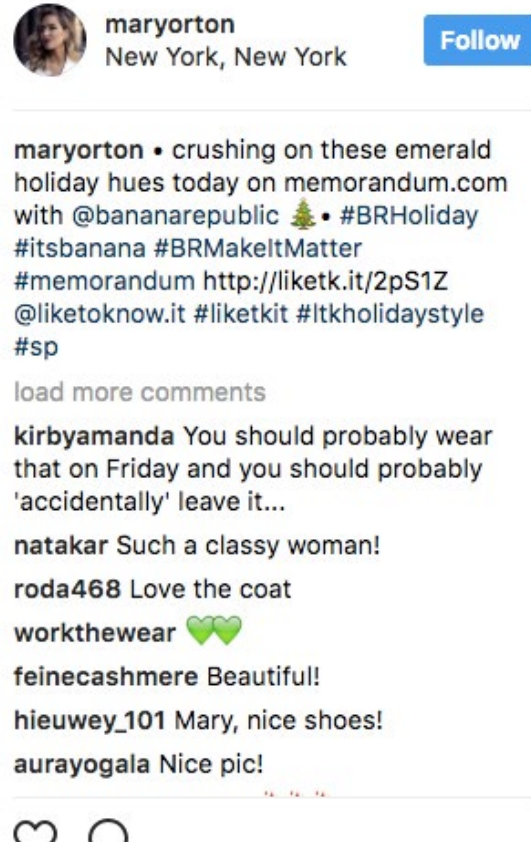 maryorton
New York, New York
Follow
maryorton • crushing on these emerald
holiday hues today on memorandum.com
with @bananarepublic 🎄• #BRHoliday
#itsbanana #BRMakeItMatter
#memorandum http://liketk.it/2pS1Z
@liketoknow.it #liketkit #ltkholidaystyle
#sp
load more comments
kirbyamanda You should probably wear
that on Friday and you should probably
'accidentally' leave it...
natakar Such a classy woman!
roda468 Love the coat
workthewear 💚💚
feinecashmere Beautiful!
hieuwey_101 Mary, nice shoes!
aurayogala Nice pic!